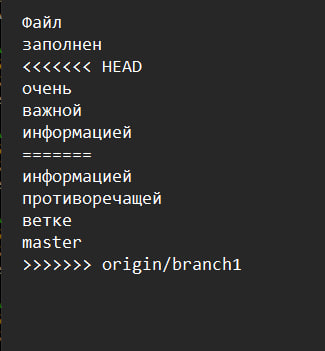 Файл
заполнен
<<<<<<< HEAD
очень
важной
информацией
=======
информацией
противоречащей
ветке
master
>>>>>>> origin/branch1